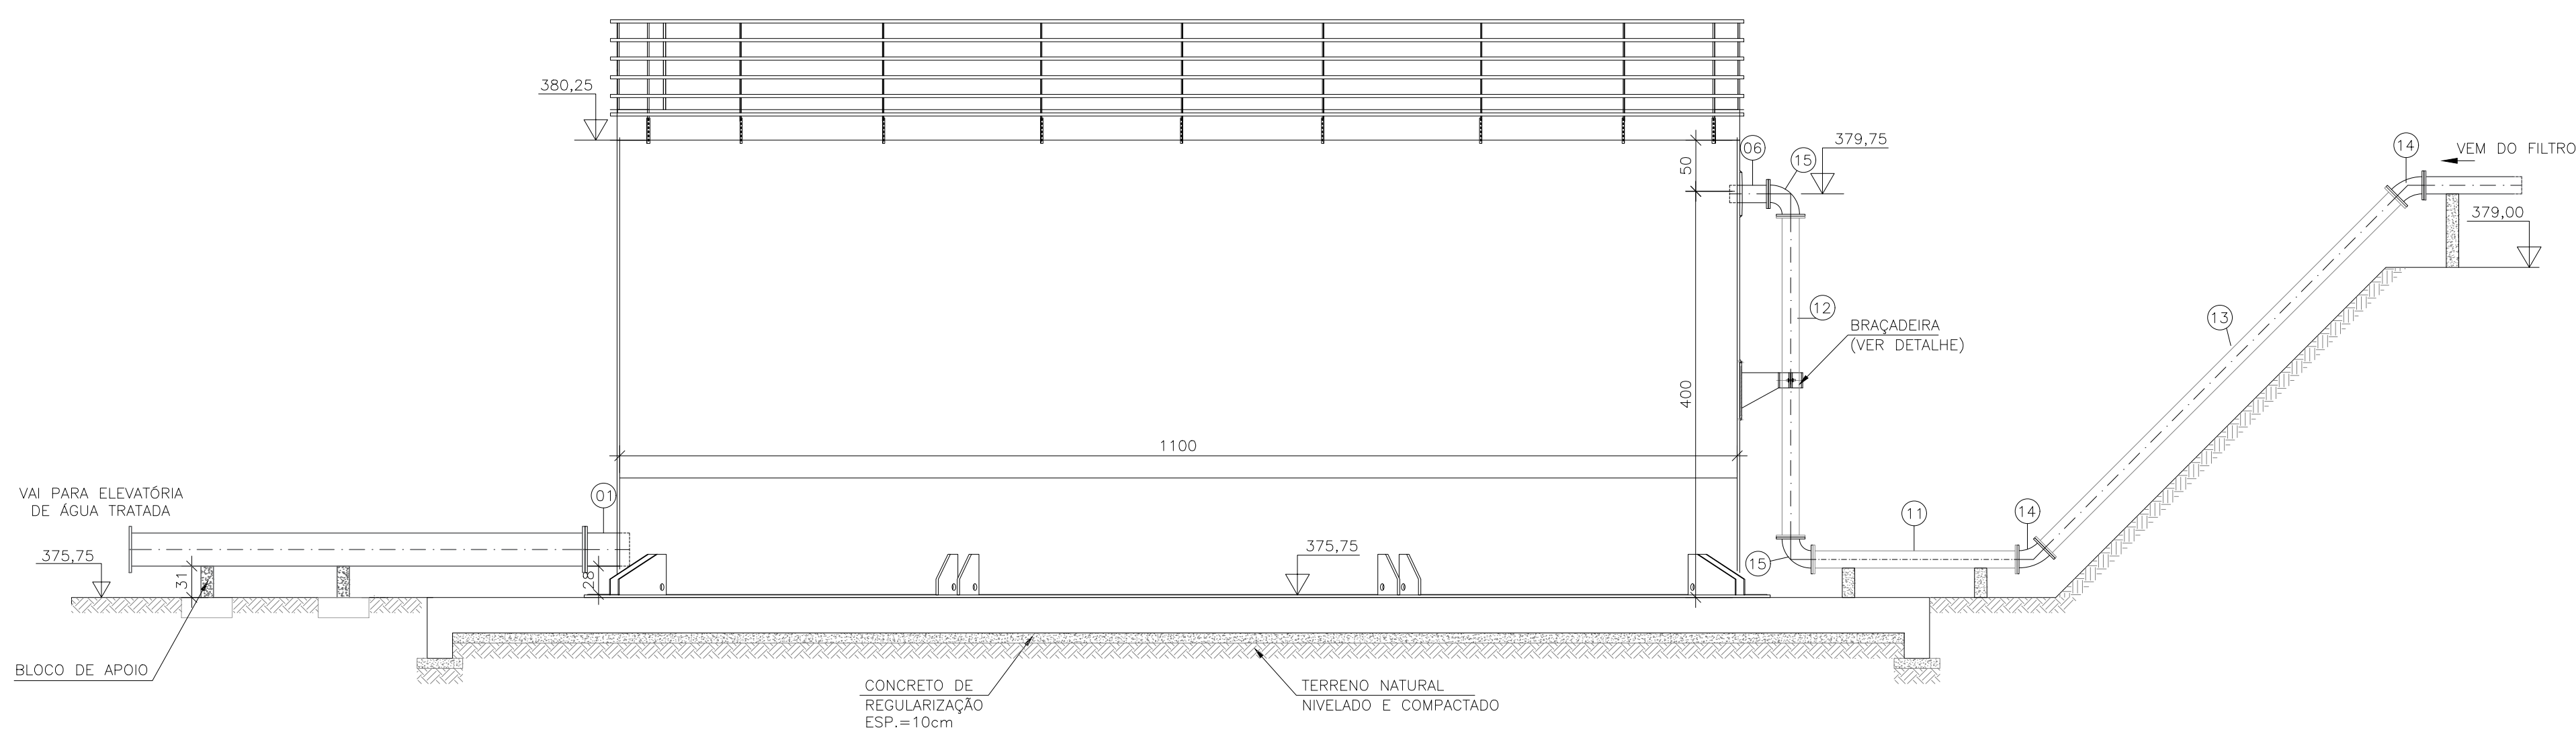 380,25
06
15
379,75
14
VEM DO FILTRO
50
379,00
12
13
BRAÇADEIRA
(VER DETALHE)
400
1100
VAI PARA ELEVATÓRIA
DE ÁGUA TRATADA
01
11
14
375,75
31
28
375,75
15
BLOCO DE APOIO
CONCRETO DE
REGULARIZAÇÃO
ESP.=10cm
TERRENO NATURAL
NIVELADO E COMPACTADO